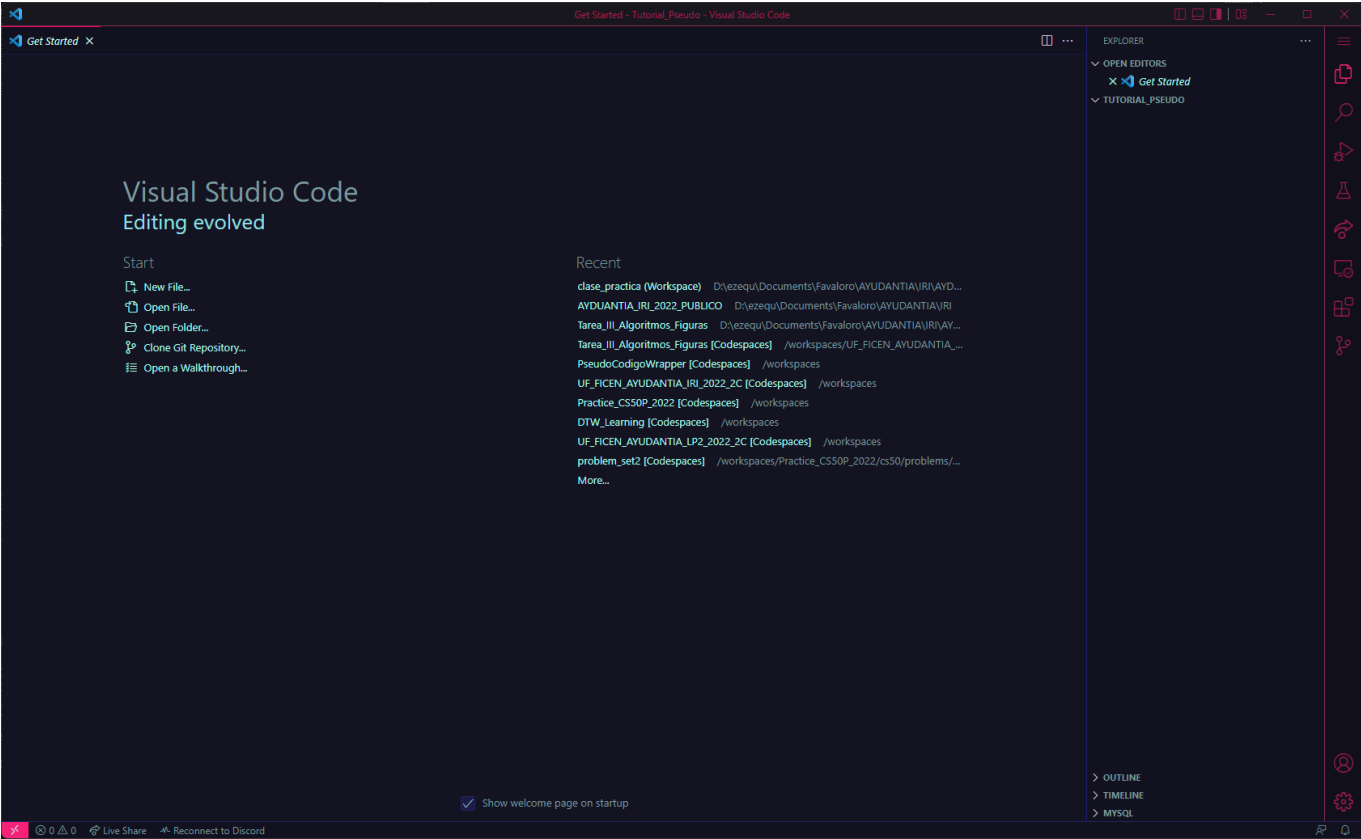 Get Started - Tutorial_Pseudo - Visual Studio Code
Get Started
EXPLORER
OPEN EDITORS
Get Started
TUTORIAL_PSEUDO
Visual Studio Code
Editing evolved
Start
New File...
Open File...
Open Folder...
Clone Git Repository...
Open a Walkthrough...
Recent
clase_practica (Workspace) D:\ezequ\Documents\Favaloro\AYUDANTIA\IRI\AYD...
AYDUANTIA_IRI_2022_PUBLICO D:\ezequ\Documents\Favaloro\AYUDANTIA\IRI
Tarea_III_Algoritmos_Figuras D:\ezequ\Documents\Favaloro\AYUDANTIA\IRI\AY...
Tarea_III_Algoritmos_Figuras [Codespaces] /workspaces/UF_FICEN_AYUDANTIA_...
PseudoCodigoWrapper [Codespaces] /workspaces
UF_FICEN_AYUDANTIA_IRI_2022_2C [Codespaces] /workspaces
Practice_CS50P_2022 [Codespaces] /workspaces
DTW_Learning [Codespaces] /workspaces
UF_FICEN_AYUDANTIA_LP2_2022_2C [Codespaces] /workspaces
problem_set2 [Codespaces] /workspaces/Practice_CS50P_2022/cs50/problems/...
More...
Show welcome page on startup
OUTLINE
TIMELINE
MYSQL
0 0 Live Share Reconnect to Discord